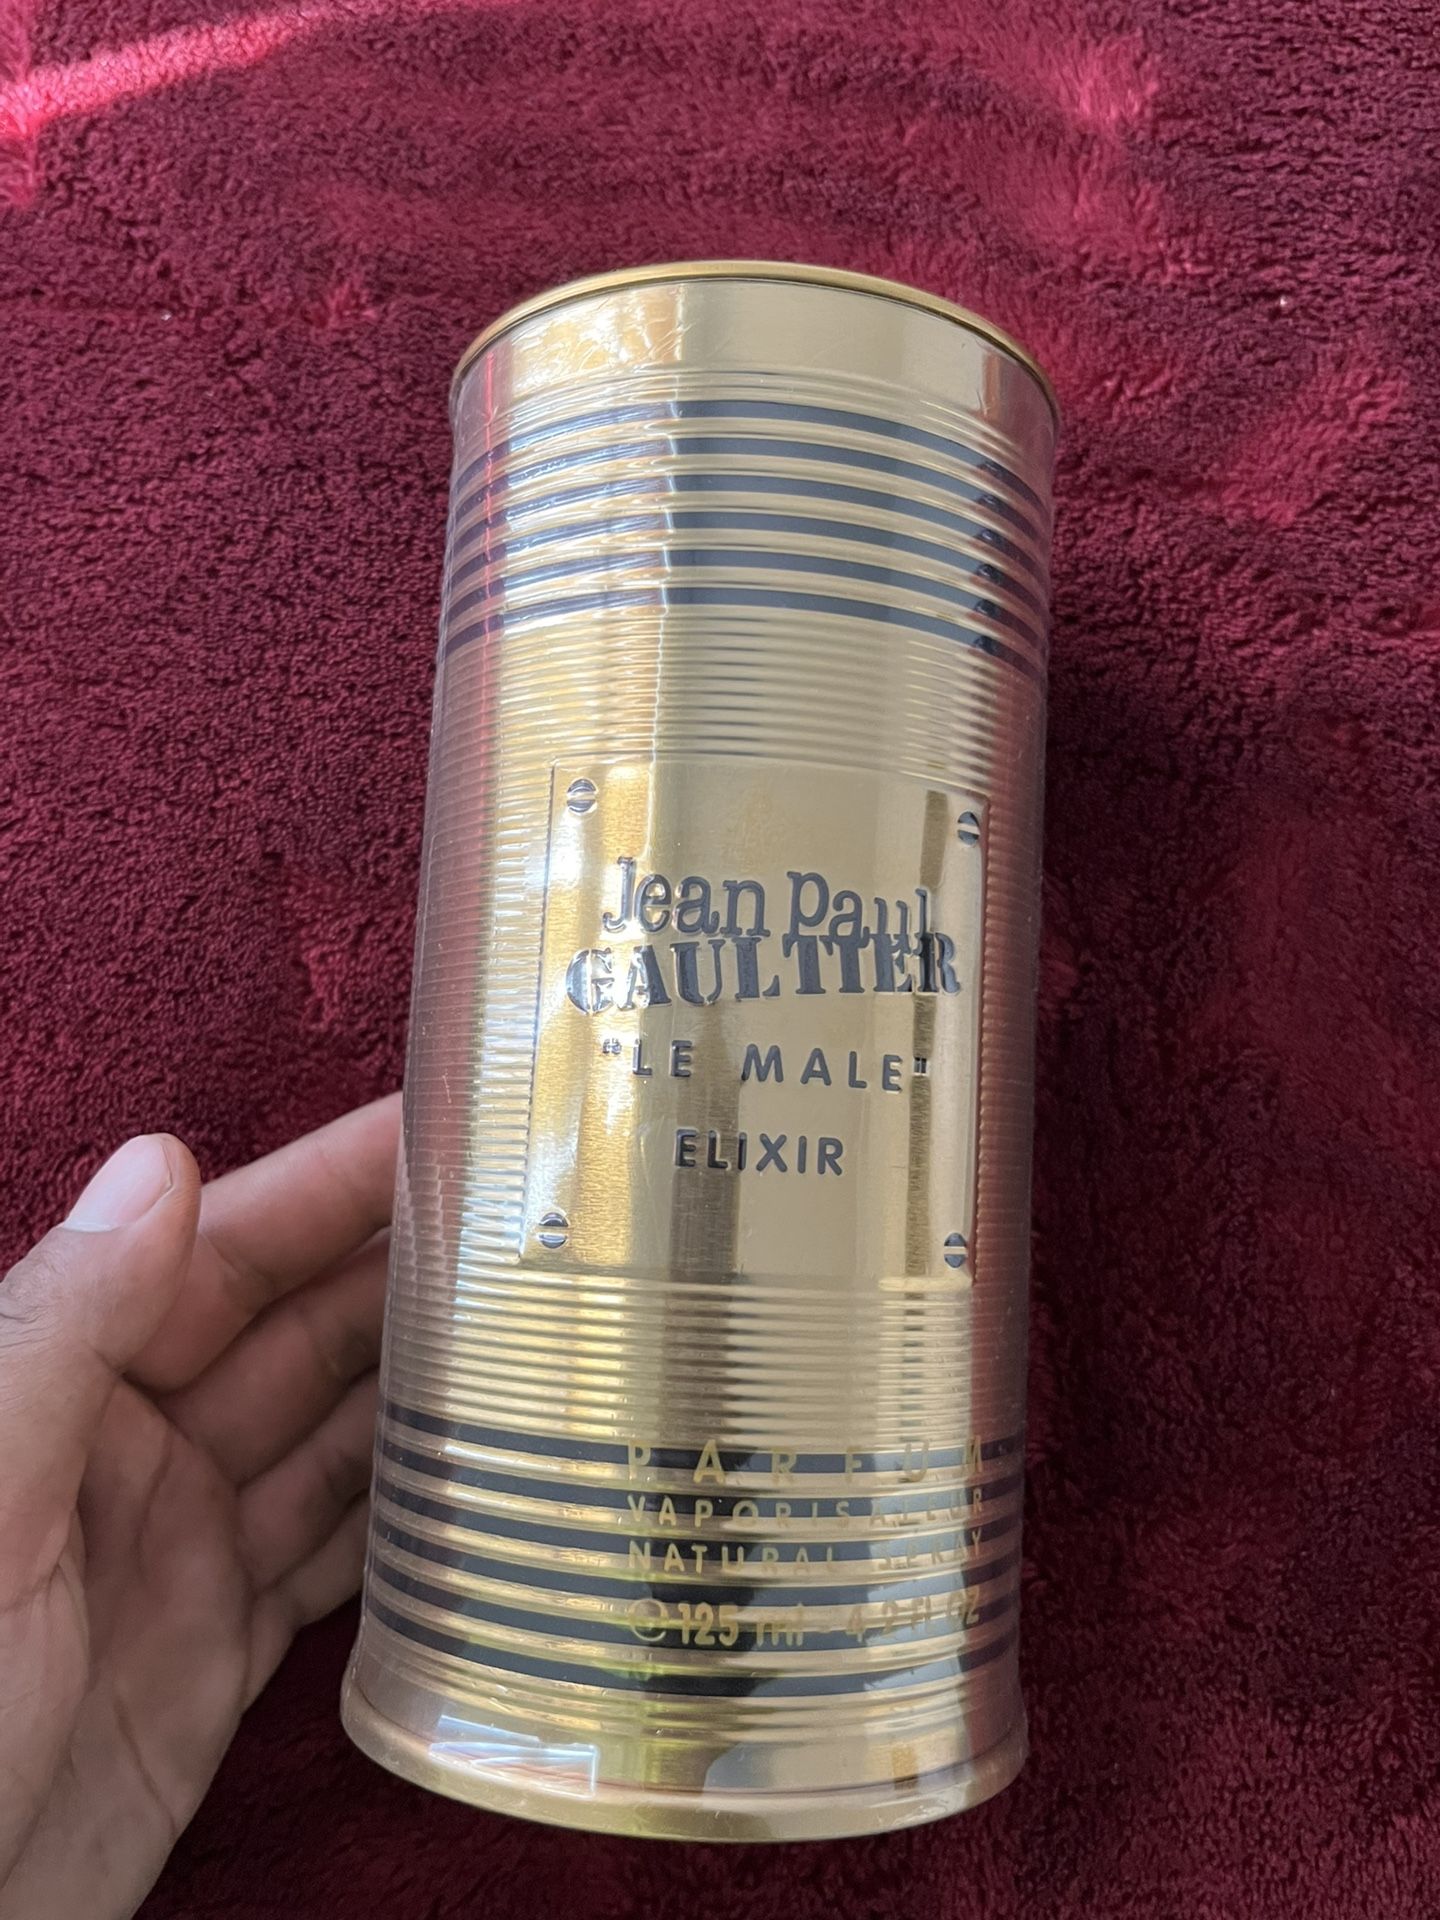 Jean Paul
GAULTIER
"LE MALE"
ELIXIR
PARFUM
VAPORISATEUR
NATURAL SPRAY
℮ 125 ml - 4.2 fl oz